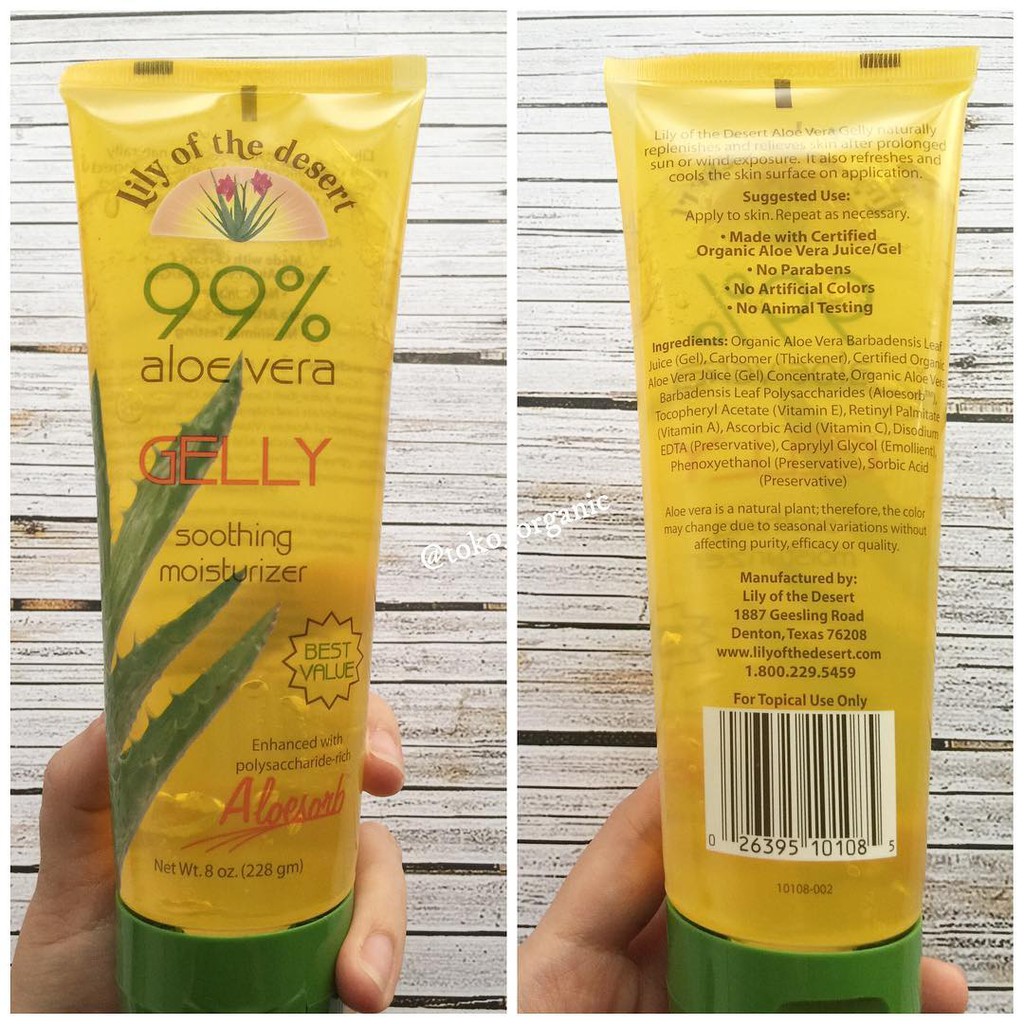 lily of the desert
99%
aloe vera
GELLY
soothing
moisturizer
BEST
VALUE
Enhanced with
polysaccharide-rich
Aloesorb
Net Wt. 8 oz. (228 gm)
@toko_organic
Lily of the Desert Aloe Vera Gelly naturally
replenishes and relieves skin after prolonged
sun or wind exposure. It also refreshes and
cools the skin surface on application.
Suggested Use:
Apply to skin. Repeat as necessary.
• Made with Certified
Organic Aloe Vera Juice/Gel
• No Parabens
• No Artificial Colors
• No Animal Testing
Ingredients: Organic Aloe Vera Barbadensis Leaf
Juice (Gel), Carbomer (Thickener), Certified Organic
Aloe Vera Juice (Gel) Concentrate, Organic Aloe Vera
Barbadensis Leaf Polysaccharides (Aloesorb™),
Tocopheryl Acetate (Vitamin E), Retinyl Palmitate
(Vitamin A), Ascorbic Acid (Vitamin C), Disodium
EDTA (Preservative), Caprylyl Glycol (Emollient),
Phenoxyethanol (Preservative), Sorbic Acid
(Preservative)
Aloe vera is a natural plant; therefore, the color
may change due to seasonal variations without
affecting purity, efficacy or quality.
Manufactured by:
Lily of the Desert
1887 Geesling Road
Denton, Texas 76208
www.lilyofthedesert.com
1.800.229.5459
For Topical Use Only
0 26395 10108 5
10108-002